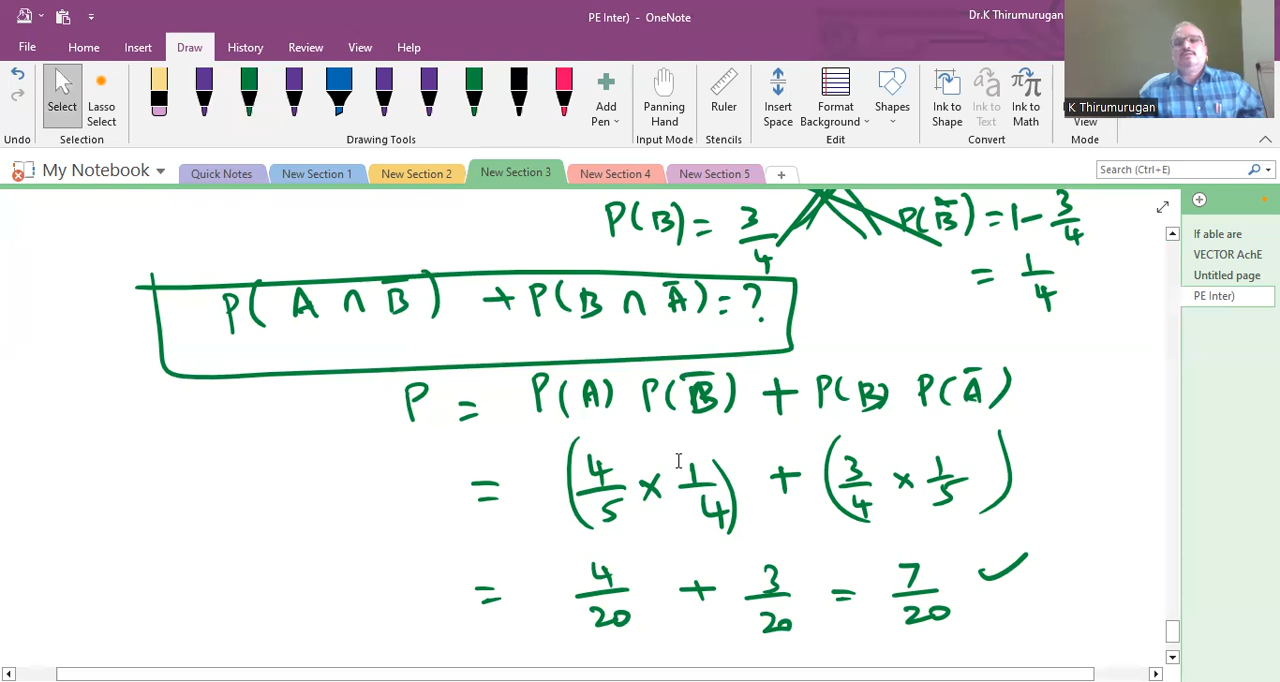 PE Inter) - OneNote
Dr.K Thirumurugan
File Home Insert Draw History Review View Help
Select Lasso Select Add Pen Panning Hand Ruler Insert Space Format Background Shapes Ink to Shape Ink to Text Ink to Math View
Undo Selection Drawing Tools Input Mode Stencils Edit Convert Mode
K Thirumurugan
My Notebook Quick Notes New Section 1 New Section 2 New Section 3 New Section 4 New Section 5 + Search (Ctrl+E)
If able are
VECTOR AchE
Untitled page
PE Inter)
P(B) = 3/4 P(B̅) = 1 - 3/4
= 1/4
P(A ∩ B̅) + P(B ∩ A̅) = ?
P = P(A) P(B̅) + P(B) P(A̅)
= (4/5 × 1/4) + (3/4 × 1/5)
= 4/20 + 3/20 = 7/20 ✓